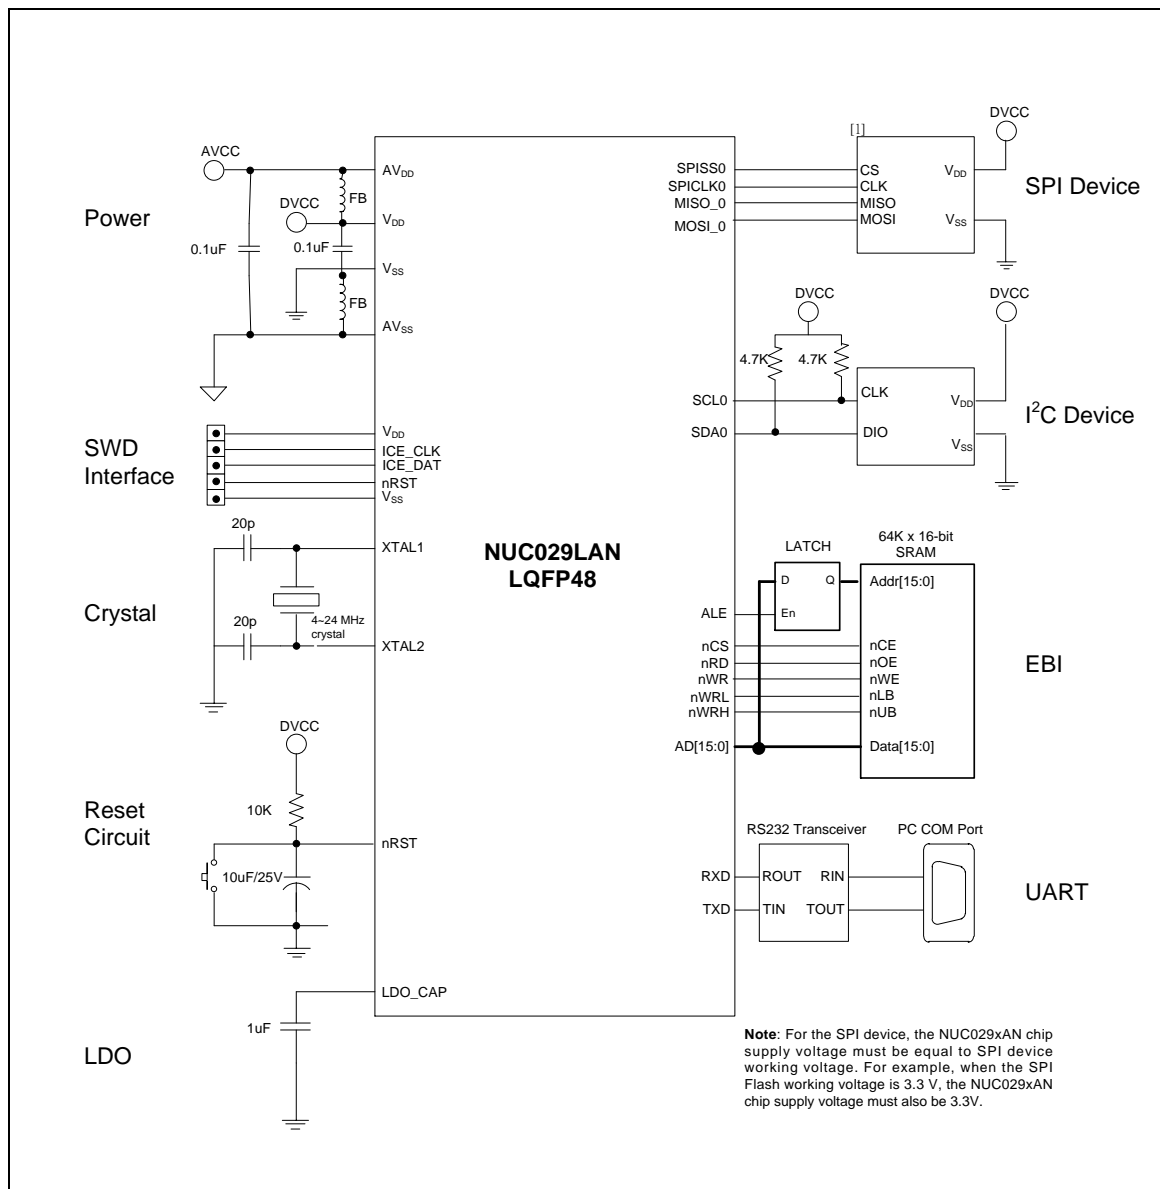 Power
AVCC
DVCC
FB
0.1uF
0.1uF
FB
AVDD
VDD
VSS
AVSS
SWD
Interface
VDD
ICE_CLK
ICE_DAT
nRST
VSS
Crystal
20p
20p
4~24 MHz
crystal
XTAL1
XTAL2
Reset
Circuit
DVCC
10K
10uF/25V
nRST
LDO
1uF
LDO_CAP
NUC029LAN
LQFP48
SPISS0
SPICLK0
MISO_0
MOSI_0
[1]
CS
CLK
MISO
MOSI
VDD
VSS
DVCC
SPI Device
DVCC
4.7K
4.7K
SCL0
SDA0
CLK
DIO
VDD
VSS
DVCC
I2C Device
LATCH
D
Q
En
64K x 16-bit
SRAM
Addr[15:0]
ALE
nCS
nRD
nWR
nWRL
nWRH
AD[15:0]
nCE
nOE
nWE
nLB
nUB
Data[15:0]
EBI
RS232 Transceiver
PC COM Port
RXD
TXD
ROUT
RIN
TIN
TOUT
UART
Note: For the SPI device, the NUC029xAN chip
supply voltage must be equal to SPI device
working voltage. For example, when the SPI
Flash working voltage is 3.3 V, the NUC029xAN
chip supply voltage must also be 3.3V.